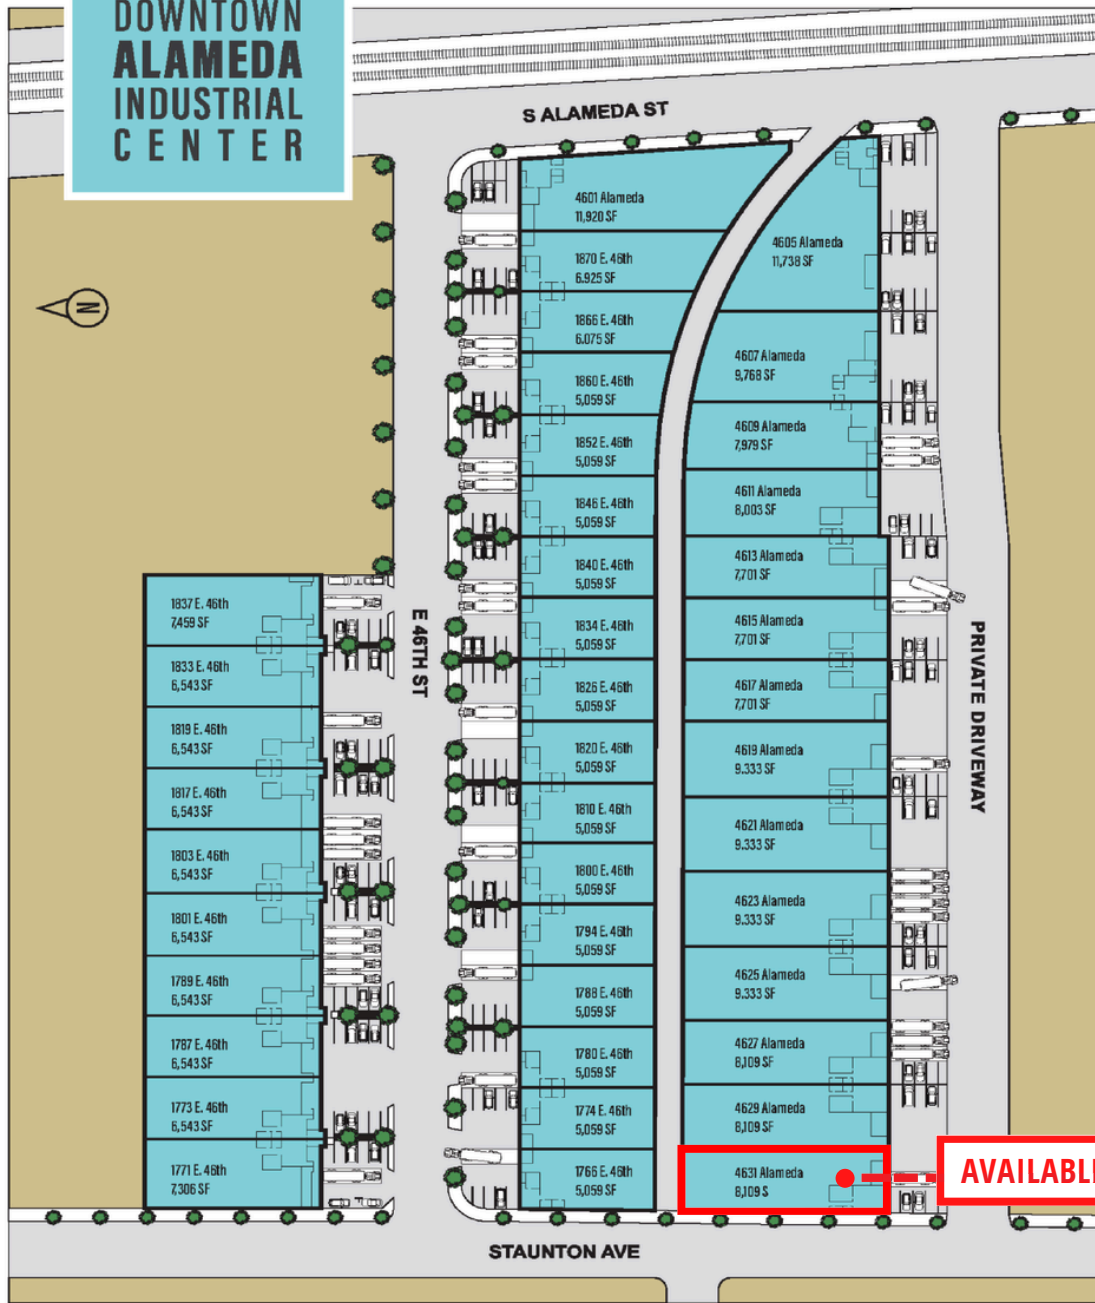 DOWNTOWN
ALAMEDA
INDUSTRIAL
CENTER
S ALAMEDA ST
N
4601 Alameda
11,920 SF
1870 E. 46th
6.925 SF
1866 E. 46th
6.075 SF
1860 E. 46th
5,059 SF
1852 E. 46th
5,059 SF
1846 E. 46th
5,059 SF
1840 E. 46th
5,059 SF
1834 E. 46th
5,059 SF
1826 E. 46th
5,059 SF
1820 E. 46th
5,059 SF
1810 E. 46th
5,059 SF
1800 E. 46th
5,059 SF
1794 E. 46th
5,059 SF
1788 E. 46th
5,059 SF
1780 E. 46th
5,059 SF
1774 E. 46th
5,059 SF
1766 E. 46th
5,059 SF
4605 Alameda
11,738 SF
4607 Alameda
9,768 SF
4609 Alameda
7,979 SF
4611 Alameda
8,003 SF
4613 Alameda
7,701 SF
4615 Alameda
7,701 SF
4617 Alameda
7,701 SF
4619 Alameda
9.333 SF
4621 Alameda
9.333 SF
4623 Alameda
9.333 SF
4625 Alameda
9.333 SF
4627 Alameda
8,109 SF
4629 Alameda
8,109 SF
4631 Alameda
8,109 S
AVAILABLE
1837 E. 46th
7,459 SF
1833 E. 46th
6,543 SF
1819 E. 46th
6,543 SF
1817 E. 46th
6,543 SF
1803 E. 46th
6,543 SF
1801 E. 46th
6,543 SF
1789 E. 46th
6,543 SF
1787 E. 46th
6,543 SF
1773 E. 46th
6,543 SF
1771 E. 46th
7,306 SF
E 46TH ST
PRIVATE DRIVEWAY
STAUNTON AVE